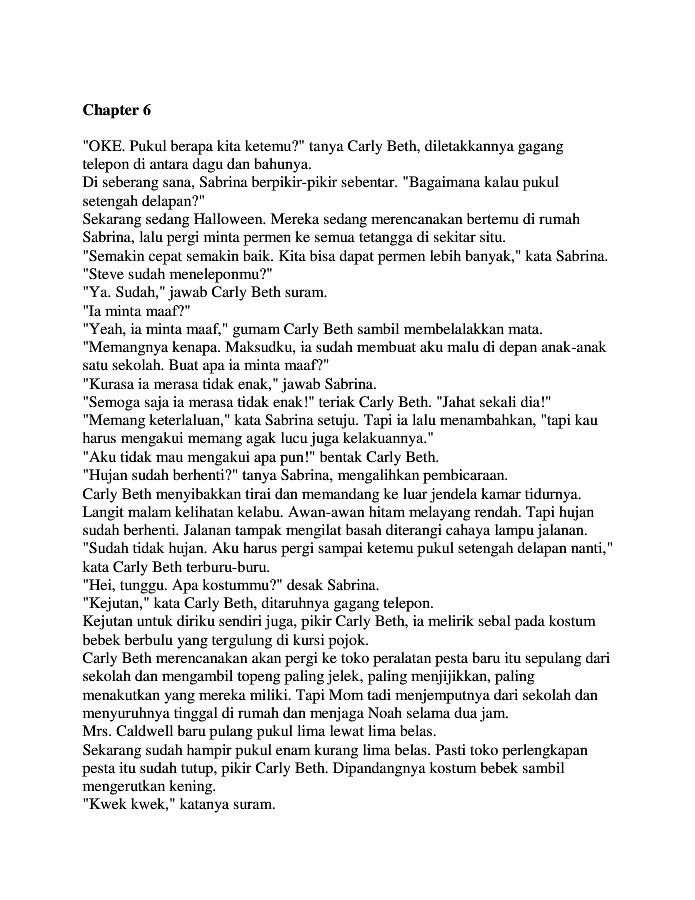 Chapter 6
"OKE. Pukul berapa kita ketemu?" tanya Carly Beth, diletakkannya gagang
telepon di antara dagu dan bahunya.
Di seberang sana, Sabrina berpikir-pikir sebentar. "Bagaimana kalau pukul
setengah delapan?"
Sekarang sedang Halloween. Mereka sedang merencanakan bertemu di rumah
Sabrina, lalu pergi minta permen ke semua tetangga di sekitar situ.
"Semakin cepat semakin baik. Kita bisa dapat permen lebih banyak," kata Sabrina.
"Steve sudah meneleponmu?"
"Ya. Sudah," jawab Carly Beth suram.
"Ia minta maaf?"
"Yeah, ia minta maaf," gumam Carly Beth sambil membelalakkan mata.
"Memangnya kenapa. Maksudku, ia sudah membuat aku malu di depan anak-anak
satu sekolah. Buat apa ia minta maaf?"
"Kurasa ia merasa tidak enak," jawab Sabrina.
"Semoga saja ia merasa tidak enak!" teriak Carly Beth. "Jahat sekali dia!"
"Memang keterlaluan," kata Sabrina setuju. Tapi ia lalu menambahkan, "tapi kau
harus mengakui memang agak lucu juga kelakuannya."
"Aku tidak mau mengakui apa pun!" bentak Carly Beth.
"Hujan sudah berhenti?" tanya Sabrina, mengalihkan pembicaraan.
Carly Beth menyibakkan tirai dan memandang ke luar jendela kamar tidurnya.
Langit malam kelihatan kelabu. Awan-awan hitam melayang rendah. Tapi hujan
sudah berhenti. Jalanan tampak mengilat basah diterangi cahaya lampu jalanan.
"Sudah tidak hujan. Aku harus pergi sampai ketemu pukul setengah delapan nanti,"
kata Carly Beth terburu-buru.
"Hei, tunggu. Apa kostummu?" desak Sabrina.
"Kejutan," kata Carly Beth, ditaruhnya gagang telepon.
Kejutan untuk diriku sendiri juga, pikir Carly Beth, ia melirik sebal pada kostum
bebek berbulu yang tergulung di kursi pojok.
Carly Beth merencanakan akan pergi ke toko peralatan pesta baru itu sepulang dari
sekolah dan mengambil topeng paling jelek, paling menjijikkan, paling
menakutkan yang mereka miliki. Tapi Mom tadi menjemputnya dari sekolah dan
menyuruhnya tinggal di rumah dan menjaga Noah selama dua jam.
Mrs. Caldwell baru pulang pukul lima lewat lima belas.
Sekarang sudah hampir pukul enam kurang lima belas. Pasti toko perlengkapan
pesta itu sudah tutup, pikir Carly Beth. Dipandangnya kostum bebek sambil
mengerutkan kening.
"Kwek kwek," katanya suram.